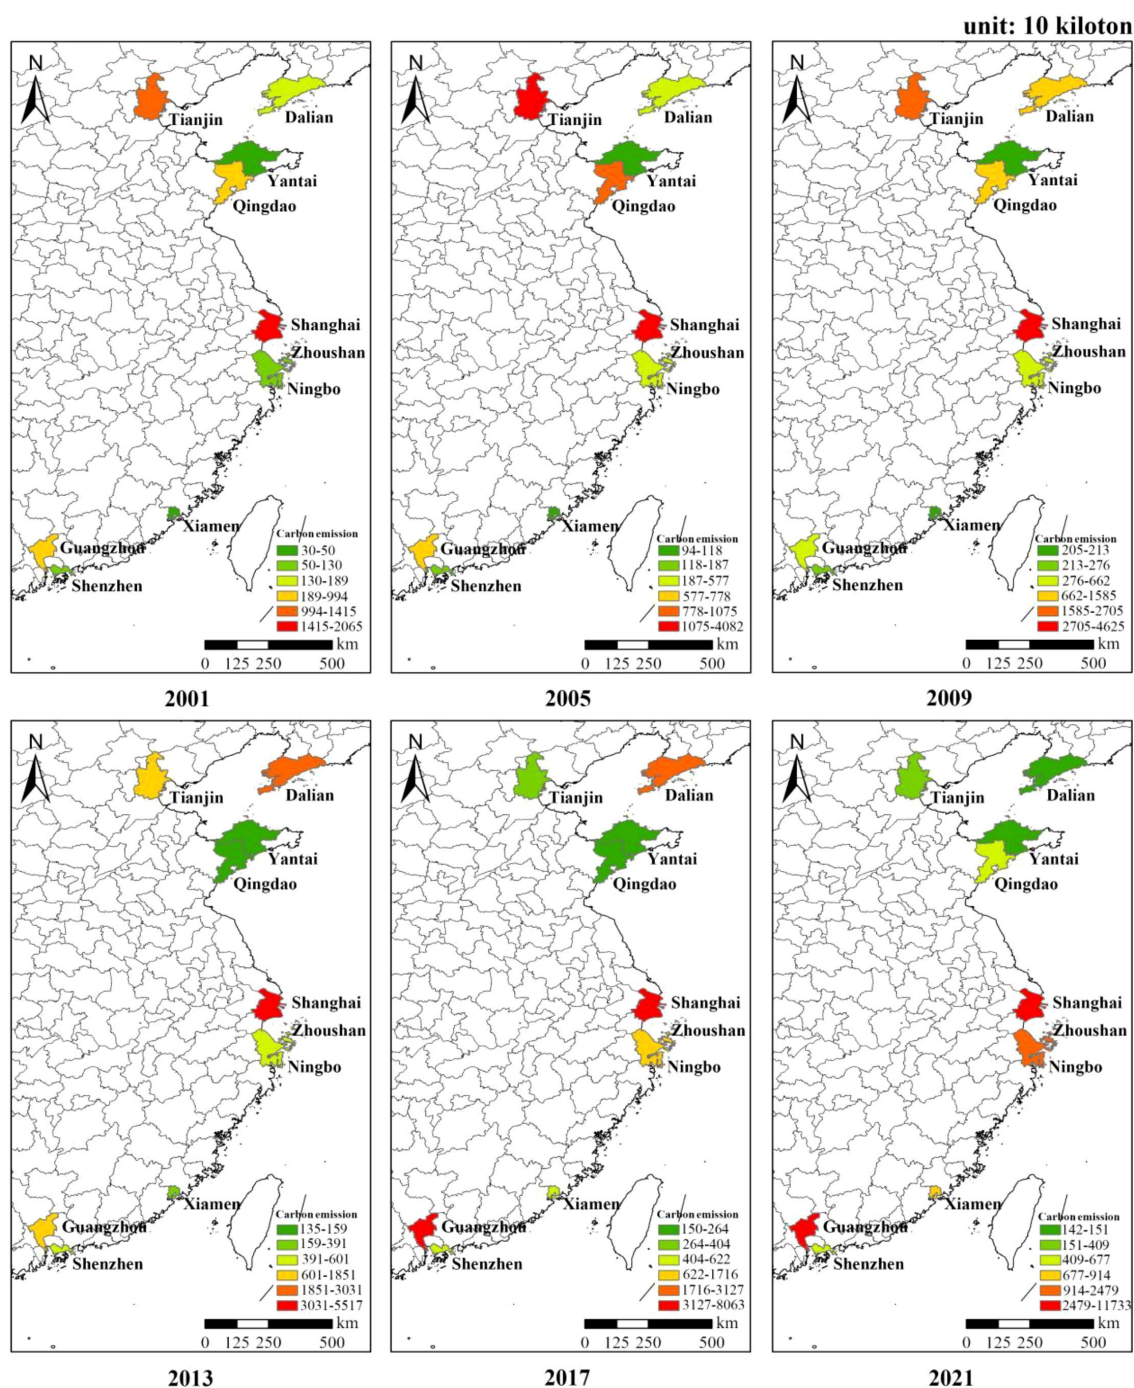 unit: 10 kiloton
N
Tianjin
Dalian
Yantai
Qingdao
Shanghai
Zhoushan
Ningbo
Xiamen
Guangzhou
Shenzhen
Carbon emission
30-50
50-130
130-189
189-994
994-1415
1415-2065
km
0 125 250 500
2001
N
Tianjin
Dalian
Yantai
Qingdao
Shanghai
Zhoushan
Ningbo
Xiamen
Guangzhou
Shenzhen
Carbon emission
94-118
118-187
187-577
577-778
778-1075
1075-4082
km
0 125 250 500
2005
N
Tianjin
Dalian
Yantai
Qingdao
Shanghai
Zhoushan
Ningbo
Xiamen
Guangzhou
Shenzhen
Carbon emission
205-213
213-276
276-662
662-1585
1585-2705
2705-4625
km
0 125 250 500
2009
N
Tianjin
Dalian
Yantai
Qingdao
Shanghai
Zhoushan
Ningbo
Xiamen
Guangzhou
Shenzhen
Carbon emission
135-159
159-391
391-601
601-1851
1851-3031
3031-5517
km
0 125 250 500
2013
N
Tianjin
Dalian
Yantai
Qingdao
Shanghai
Zhoushan
Ningbo
Xiamen
Guangzhou
Shenzhen
Carbon emission
150-264
264-404
404-622
622-1716
1716-3127
3127-8063
km
0 125 250 500
2017
N
Tianjin
Dalian
Yantai
Qingdao
Shanghai
Zhoushan
Ningbo
Xiamen
Guangzhou
Shenzhen
Carbon emission
142-151
151-409
409-677
677-914
914-2479
2479-11733
km
0 125 250 500
2021